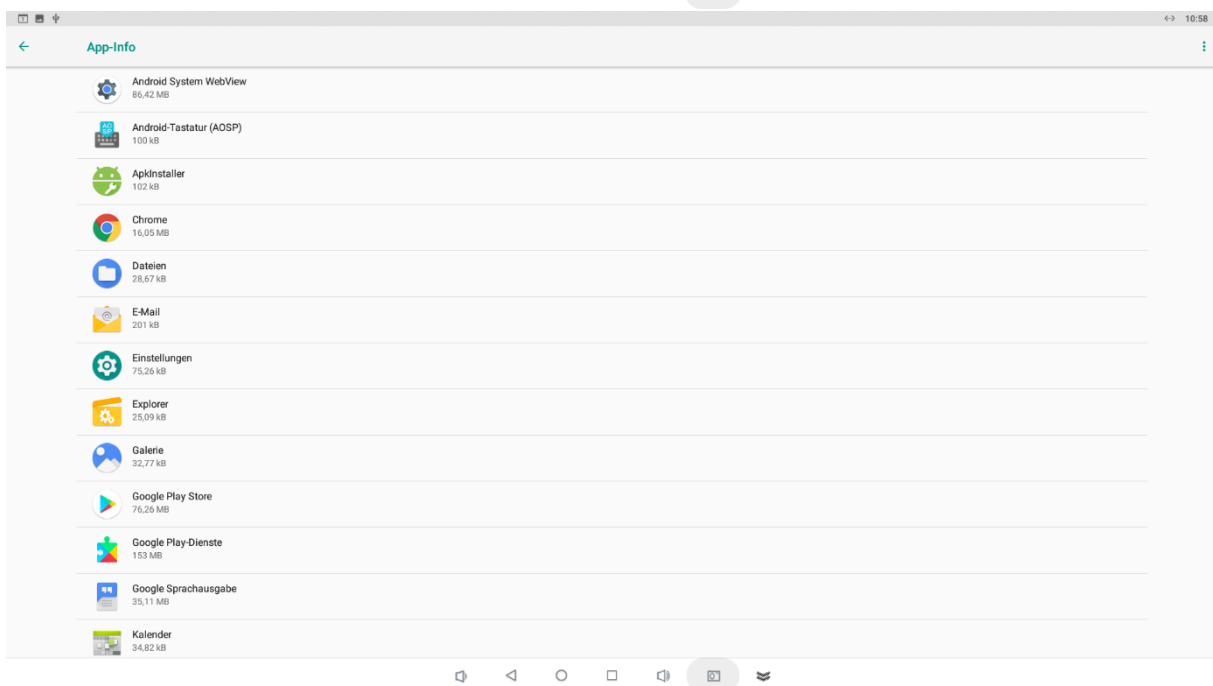 10:58
App-Info
Android System WebView
86,42 MB
Android-Tastatur (AOSP)
100 kB
ApkInstaller
102 kB
Chrome
16,05 MB
Dateien
28,67 kB
E-Mail
201 kB
Einstellungen
75,26 kB
Explorer
25,09 kB
Galerie
32,77 kB
Google Play Store
76,26 MB
Google Play-Dienste
153 MB
Google Sprachausgabe
35,11 MB
Kalender
34,82 kB